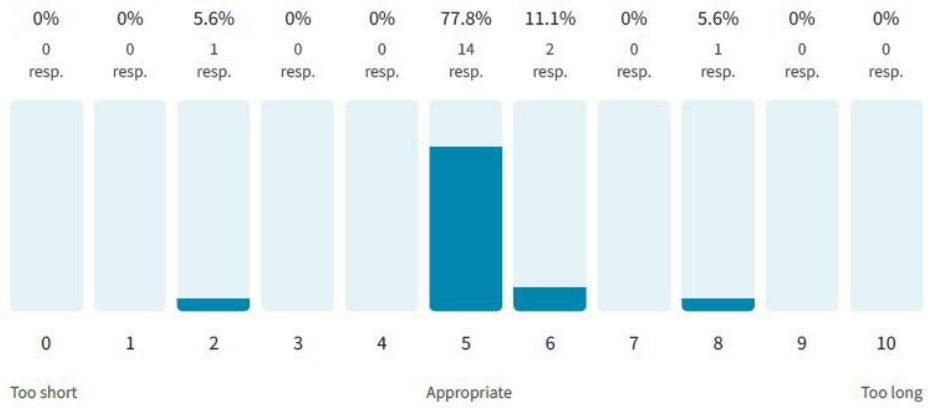 0% 0% 5.6% 0% 0% 77.8% 11.1% 0% 5.6% 0% 0%
0 0 1 0 0 14 2 0 1 0 0
resp. resp. resp. resp. resp. resp. resp. resp. resp. resp. resp.
0 1 2 3 4 5 6 7 8 9 10
Too short Appropriate Too long